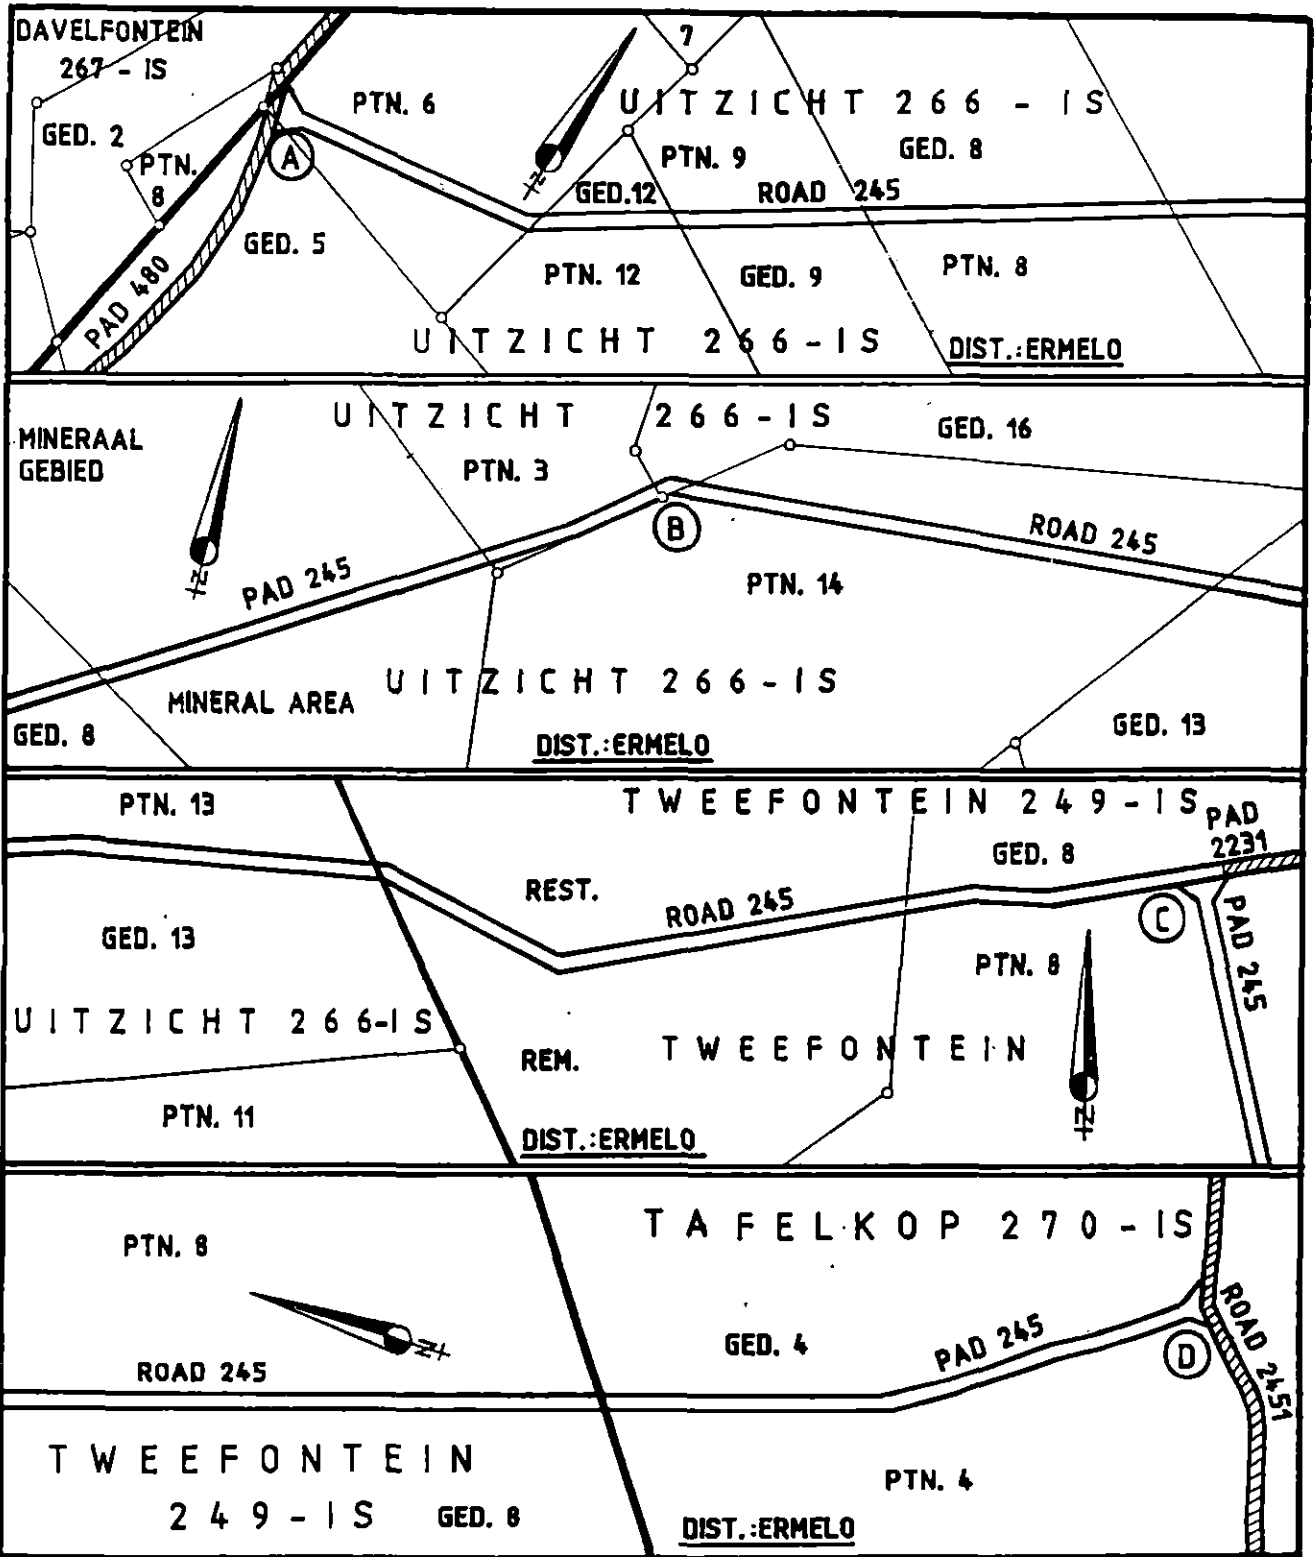 DAVELFONTEIN
267 - IS
GED. 2
PTN.
8
PAD 480
GED. 5
A
PTN. 6
7
UITZICHT 266 - IS
PTN. 9
GED. 8
GED.12
ROAD 245
PTN. 12
GED. 9
PTN. 8
UITZICHT 266-IS
DIST.:ERMELO
N
MINERAAL
GEBIED
UITZICHT 266-IS
GED. 16
PTN. 3
B
ROAD 245
PAD 245
PTN. 14
N
UITZICHT 266-IS
MINERAL AREA
GED. 8
GED. 13
DIST.:ERMELO
PTN. 13
TWEEFONTEIN 249-IS
PAD
2231
GED. 8
REST.
ROAD 245
C
PAD 245
GED. 13
PTN. 8
UITZICHT 266-IS
TWEEFONTEIN
REM.
N
PTN. 11
DIST.:ERMELO
TAFELKOP 270-IS
PTN. 8
N
GED. 4
PAD 245
D
ROAD 2451
ROAD 245
TWEEFONTEIN
249-IS
GED. 8
PTN. 4
DIST.:ERMELO